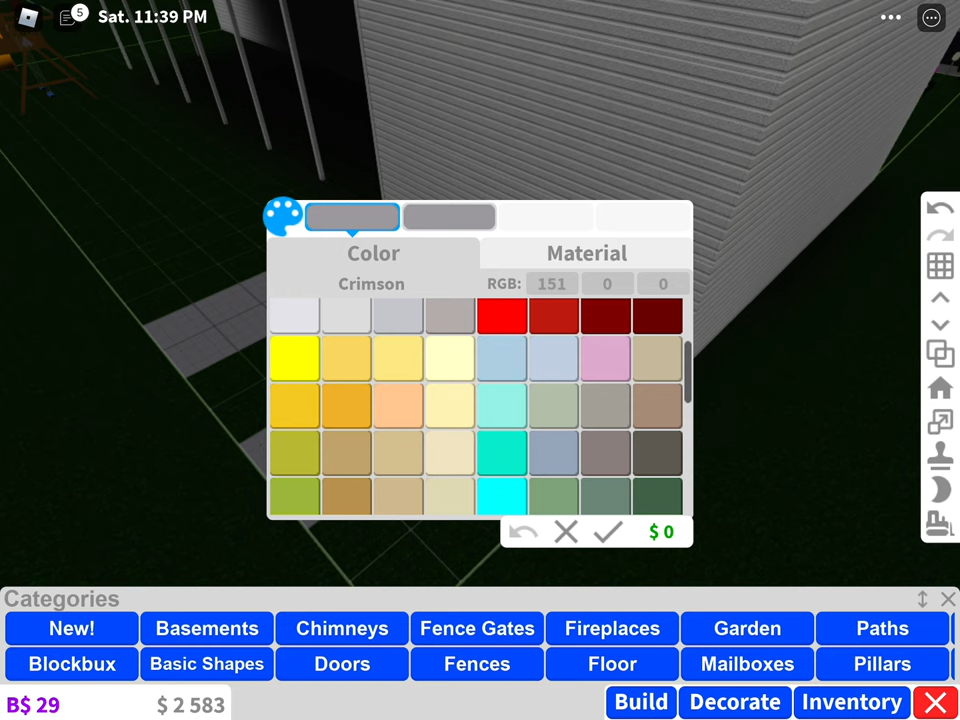 5 Sat. 11:39 PM
Color Material
Crimson RGB: 151 0 0
$ 0
Categories
New! Basements Chimneys Fence Gates Fireplaces Garden Paths
Blockbux Basic Shapes Doors Fences Floor Mailboxes Pillars
B$ 29 $ 2 583 Build Decorate Inventory